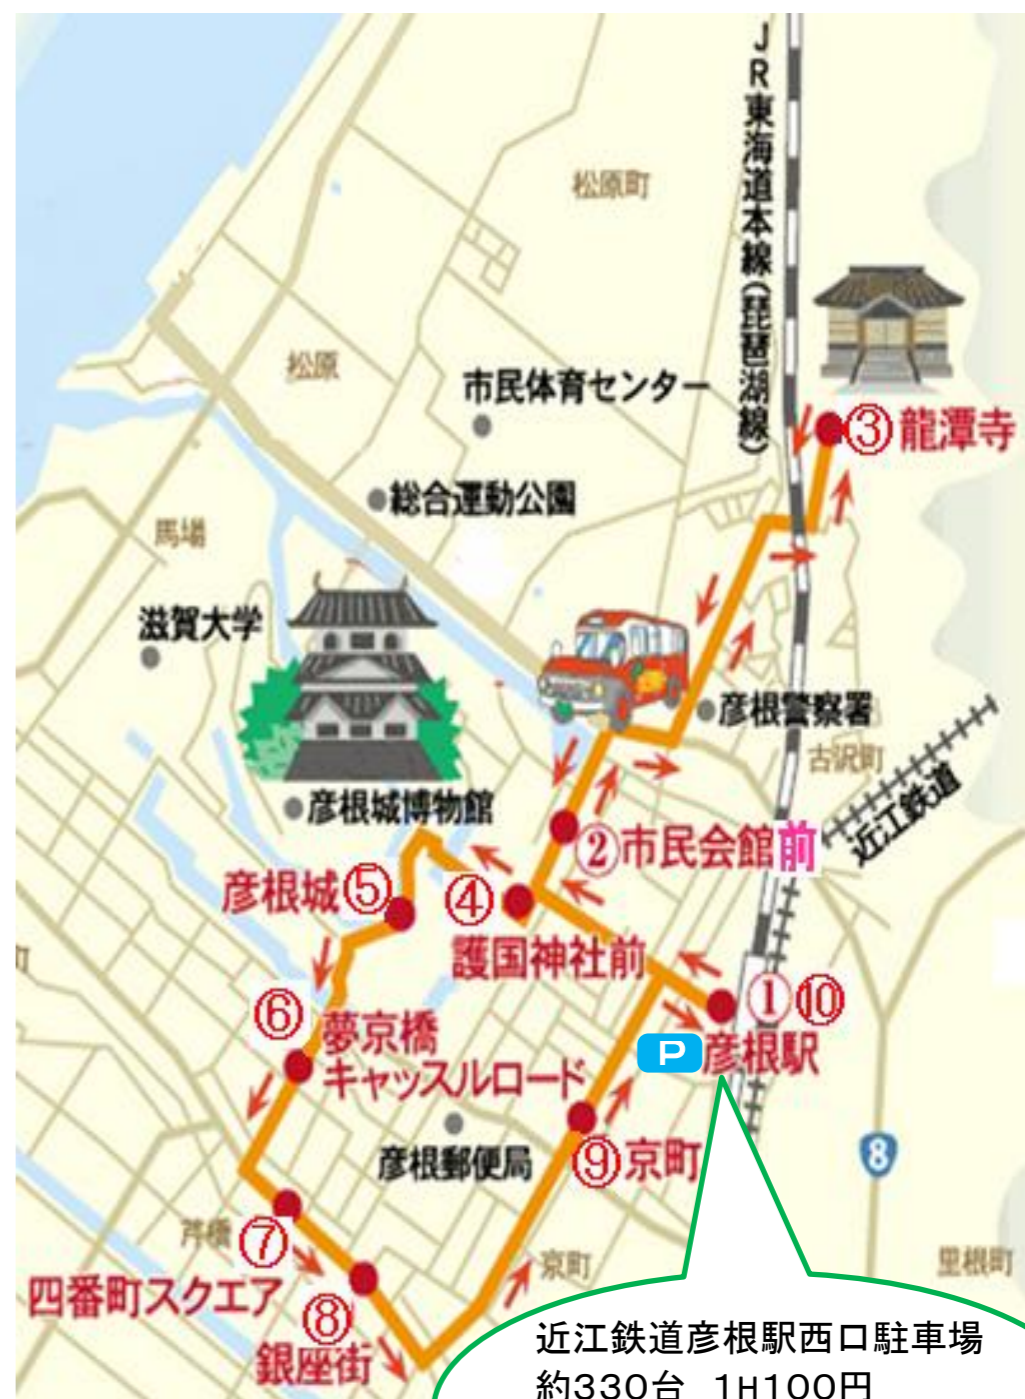 JR東海道本線(琵琶湖線)
松原町
松原
市民体育センター
③龍潭寺
総合運動公園
馬場
滋賀大学
彦根警察署
古沢町
近江鉄道
彦根城博物館
②市民会館前
彦根城⑤
④
護国神社前
①⑩
P彦根駅
⑥
夢京橋
キャッスルロード
彦根郵便局
⑨京町
8
芹橋
⑦
四番町スクエア
⑧
銀座街
京町
里根町
近江鉄道彦根駅西口駐車場
約330台 1H100円